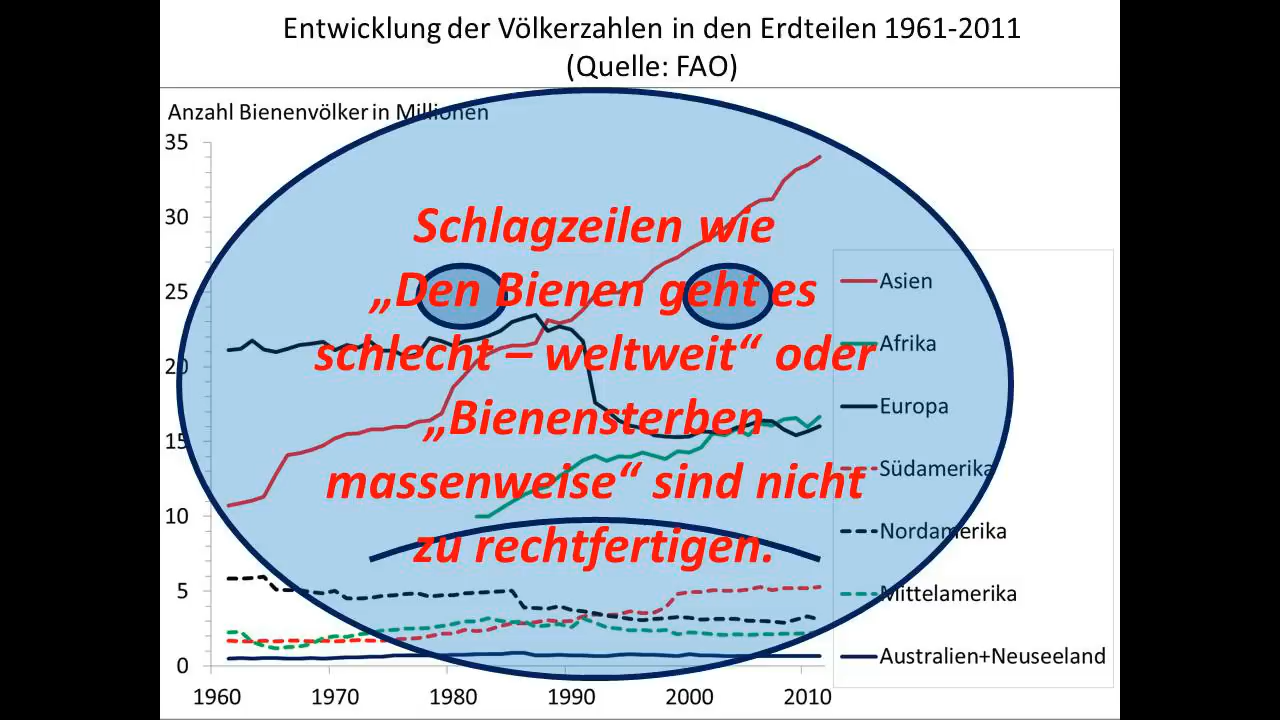 Entwicklung der Völkerzahlen in den Erdteilen 1961-2011
(Quelle: FAO)
Anzahl Bienenvölker in Millionen
35
30
25
20
15
10
5
0
1960 1970 1980 1990 2000 2010
Schlagzeilen wie
„Den Bienen geht es
schlecht – weltweit“ oder
„Bienensterben
massenweise“ sind nicht
zu rechtfertigen.
Asien
Afrika
Europa
Südamerika
Nordamerika
Mittelamerika
Australien+Neuseeland